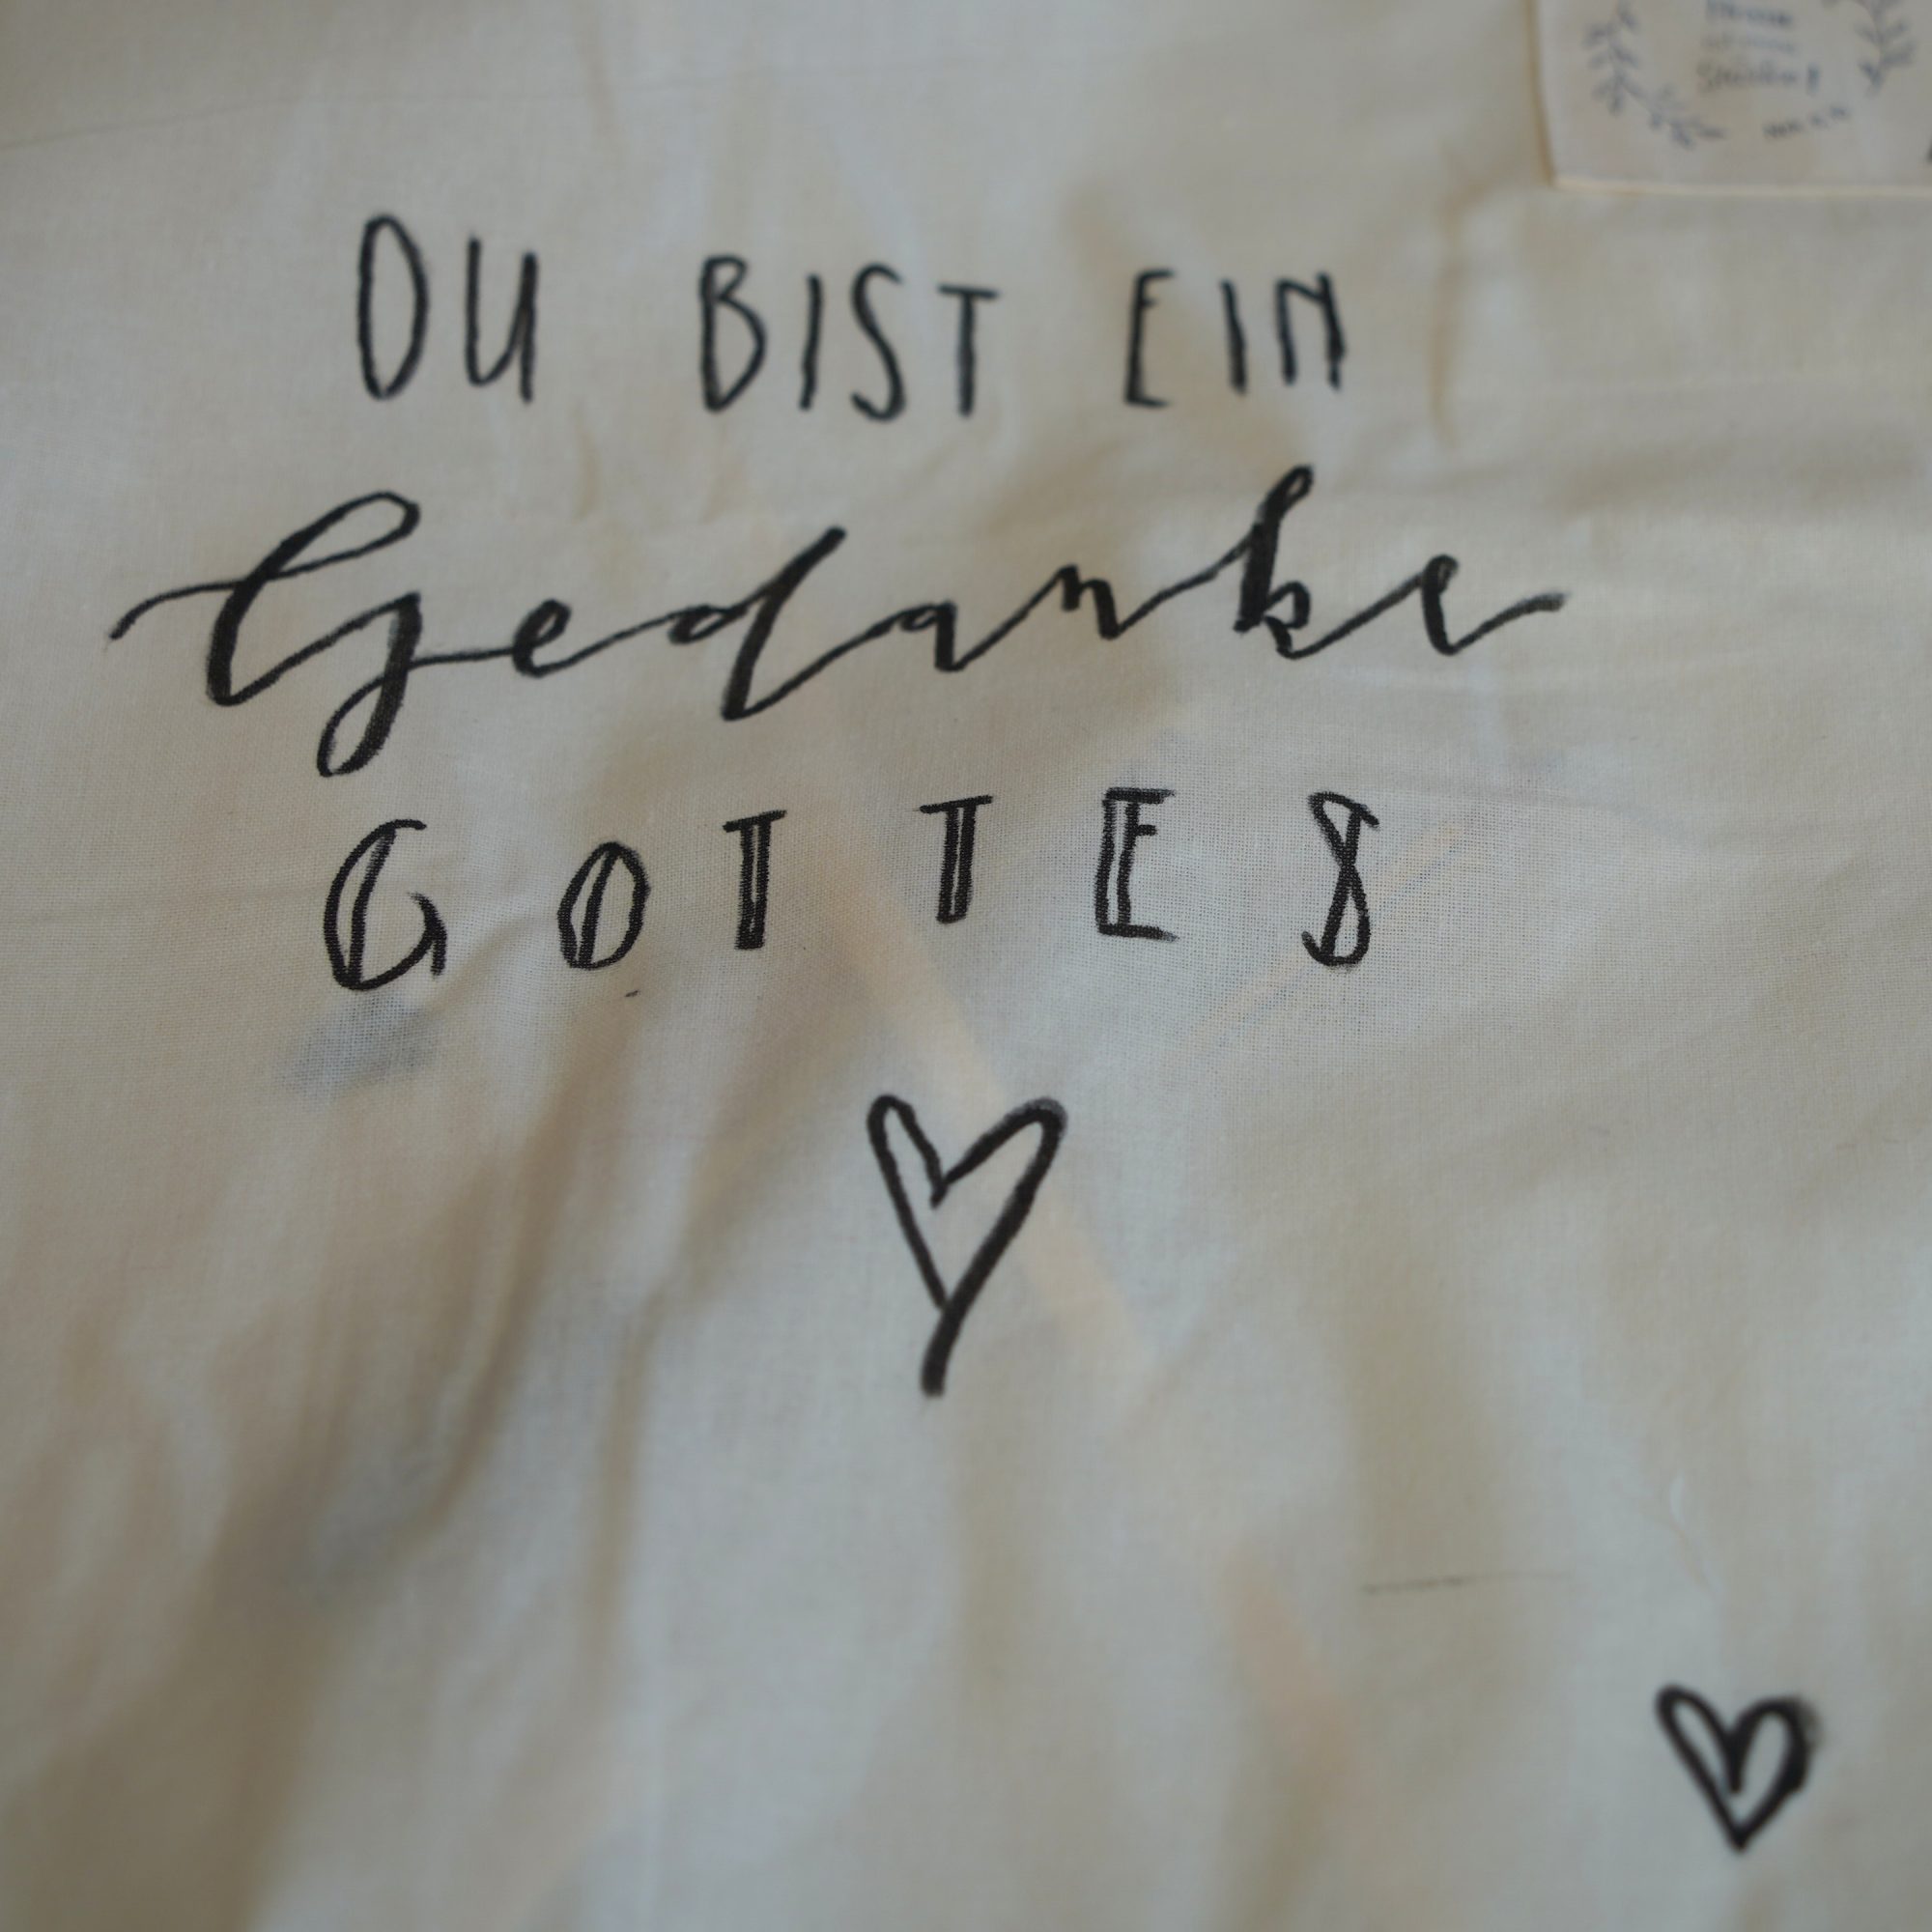 DU BIST EIN
Gedanke
GOTTES